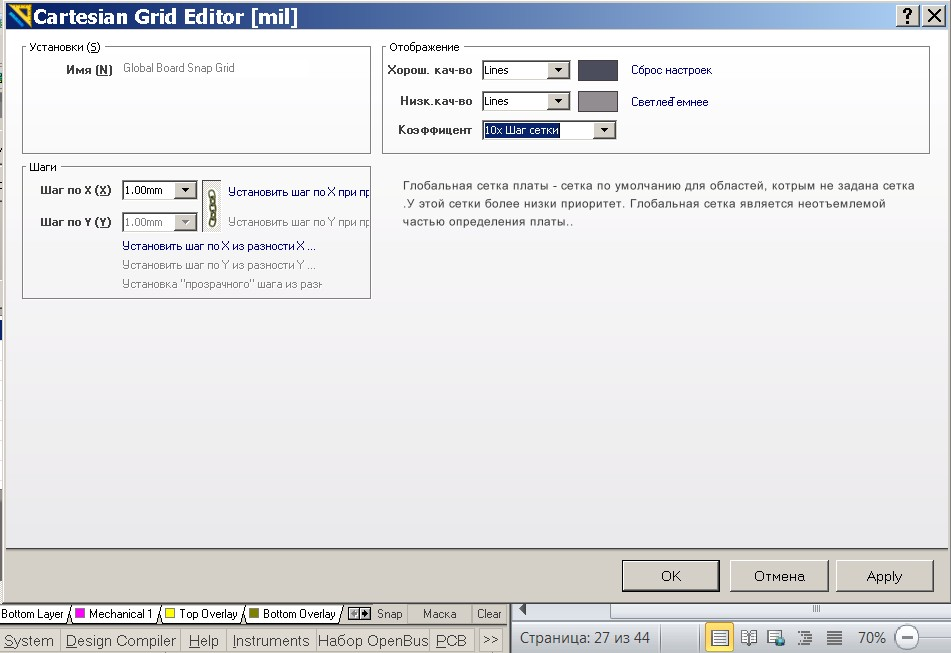 Cartesian Grid Editor [mil]
Установки (S)
Имя (N) Global Board Snap Grid
Отображение
Хорош. кач-во Lines Сброс настроек
Низк.кач-во Lines Светлее Темнее
Коэффицент 10x Шаг сетки
Шаги
Шаг по X (X) 1.00mm Установить шаг по X при пр
Шаг по Y (Y) 1.00mm Установить шаг по Y при пр
Установить шаг по X из разности X ...
Установить шаг по Y из разности Y ...
Установка "прозрачного" шага из разн
Глобальная сетка платы - сетка по умолчанию для областей, котрым не задана сетка
.У этой сетки более низки приоритет. Глобальная сетка является неотъемлемой
частью определения платы..
OK Отмена Apply
Bottom Layer Mechanical 1 Top Overlay Bottom Overlay Snap Маска Clear
System Design Compiler Help Instruments Набор OpenBus PCB >>
Страница: 27 из 44 70%